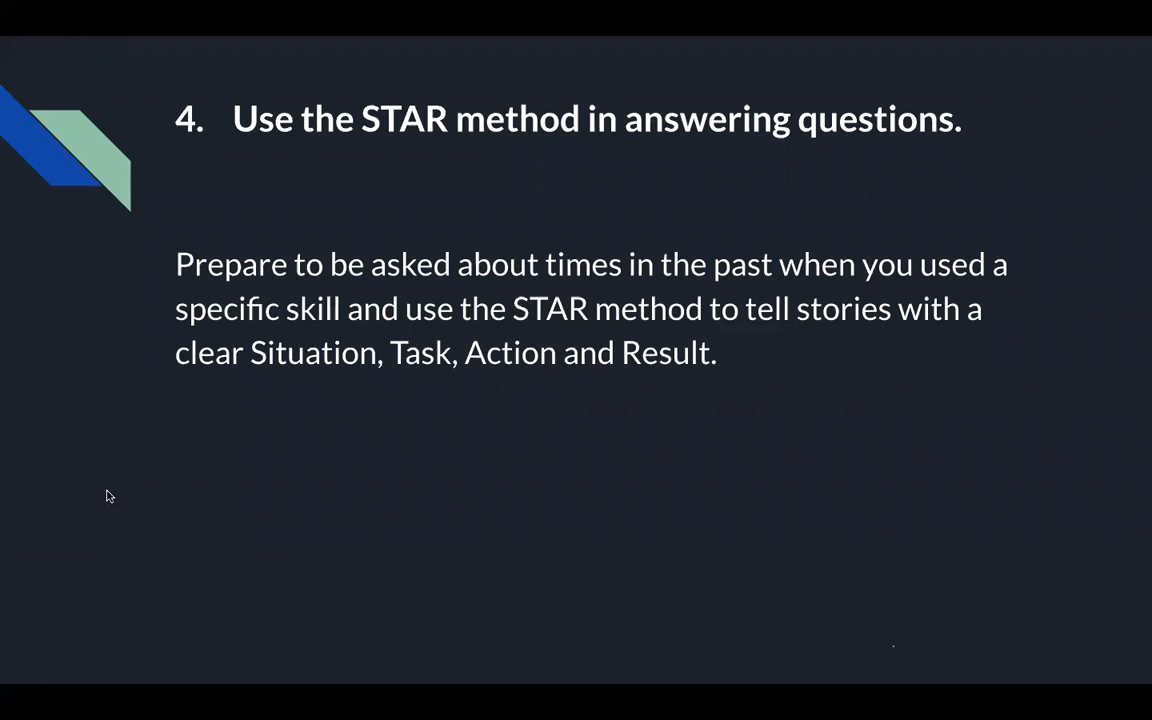 4. Use the STAR method in answering questions.
Prepare to be asked about times in the past when you used a
specific skill and use the STAR method to tell stories with a
clear Situation, Task, Action and Result.